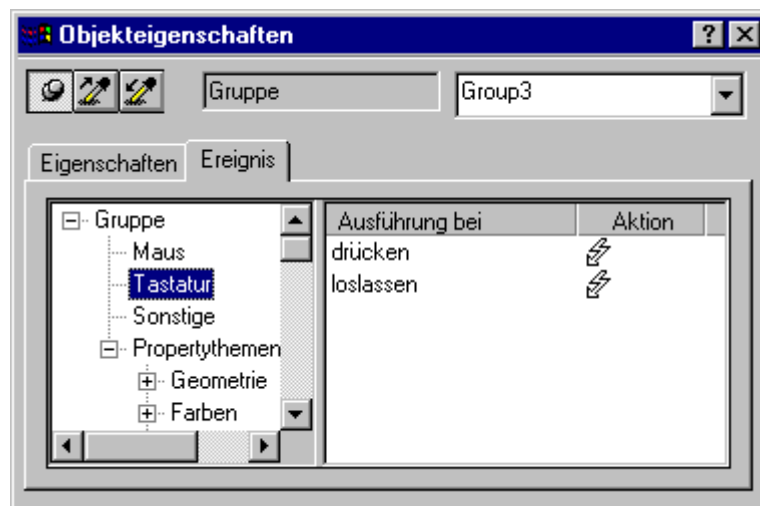 Objekteigenschaften
Gruppe Group3
Eigenschaften Ereignis
Gruppe
Maus
Tastatur
Sonstige
Propertythemen
Geometrie
Farben
Ausführung bei Aktion
drücken
loslassen